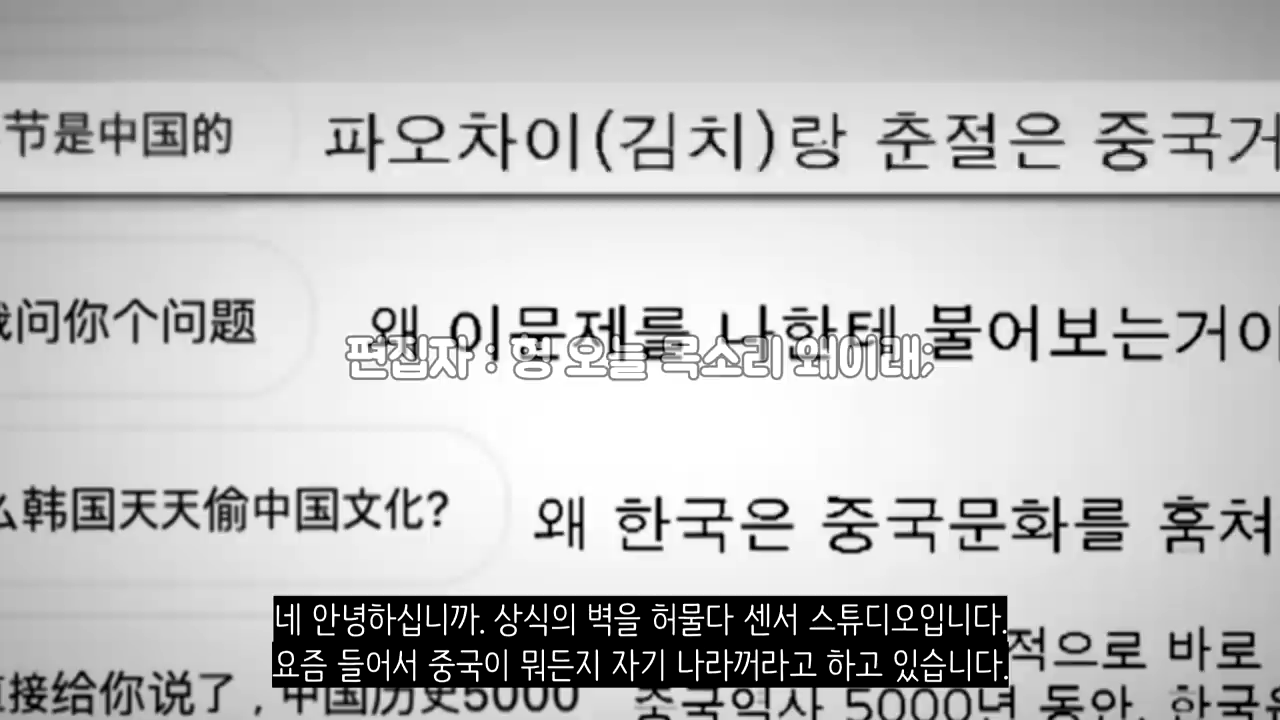 节是中国的 파오차이(김치)랑 춘절은 중국거
问你个问题 왜 이문제를 나한테 물어보는거야
편집자 : 형 오늘 목소리 왜이래;
韩国天天偷中国文化? 왜 한국은 중국문화를 훔쳐
네 안녕하십니까. 상식의 벽을 허물다 센서 스튜디오입니다.
적으로 바로
요즘 들어서 중국이 뭐든지 자기 나라꺼라고 하고 있습니다.
接给你说了，中国历史5000 중국역사 5000년 동안, 한국